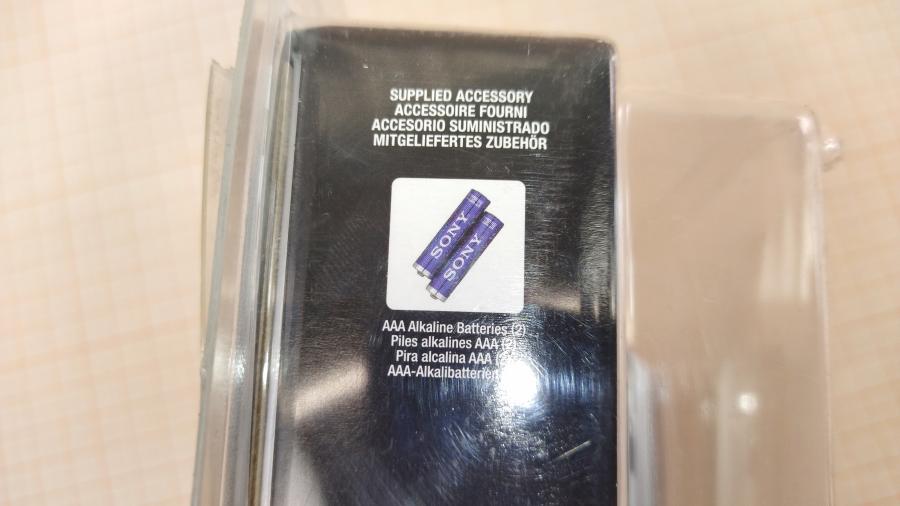 SUPPLIED ACCESSORY
ACCESSOIRE FOURNI
ACCESORIO SUMINISTRADO
MITGELIEFERTES ZUBEHÖR
SONY
SONY
AAA Alkaline Batteries (2)
Piles alkalines AAA (2)
Pira alcalina AAA
AAA-Alkalibatterien